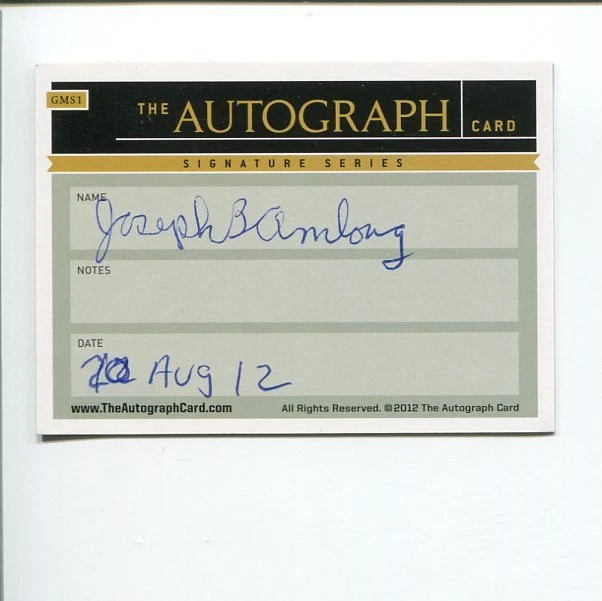 GMS1
THE AUTOGRAPH CARD
SIGNATURE SERIES
NAME
Joseph B Amlong
NOTES
DATE
Aug 12
www.TheAutographCard.com
All Rights Reserved. ©2012 The Autograph Card